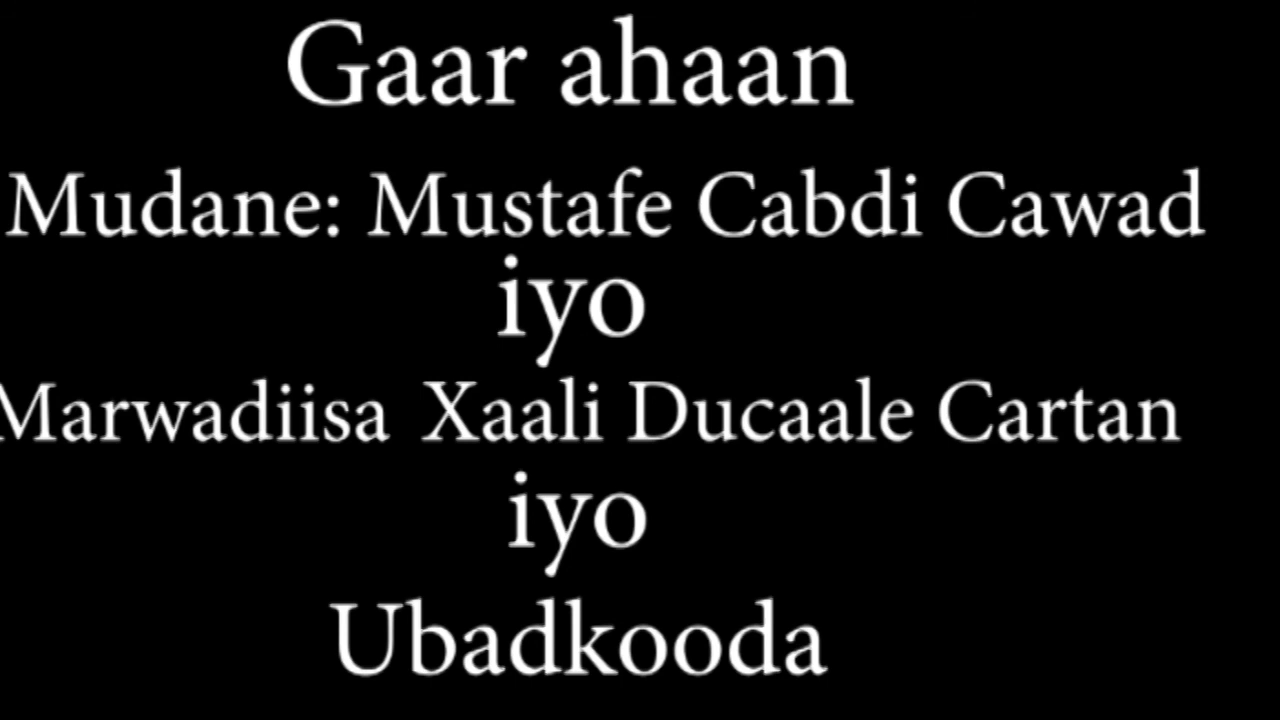 Gaar ahaan
Mudane: Mustafe Cabdi Cawad
iyo
Marwadiisa Xaali Ducaale Cartan
iyo
Ubadkooda